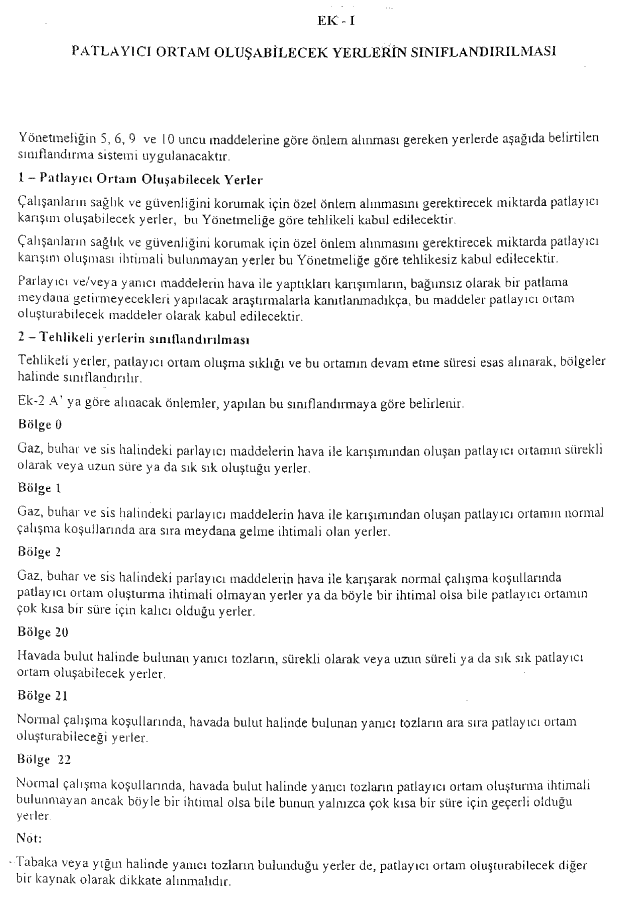 EK - I
PATLAYICI ORTAM OLUŞABİLECEK YERLERİN SINIFLANDIRILMASI
Yönetmeliğin 5, 6, 9 ve 10 uncu maddelerine göre önlem alınması gereken yerlerde aşağıda belirtilen
sınıflandırma sistemi uygulanacaktır.
1 – Patlayıcı Ortam Oluşabilecek Yerler
Çalışanların sağlık ve güvenliğini korumak için özel önlem alınmasını gerektirecek miktarda patlayıcı
karışım oluşabilecek yerler, bu Yönetmeliğe göre tehlikeli kabul edilecektir.
Çalışanların sağlık ve güvenliğini korumak için özel önlem alınmasını gerektirecek miktarda patlayıcı
karışım oluşması ihtimali bulunmayan yerler bu Yönetmeliğe göre tehlikesiz kabul edilecektir.
Parlayıcı ve/veya yanıcı maddelerin hava ile yaptıkları karışımların, bağımsız olarak bir patlama
meydana getirmeyecekleri yapılacak araştırmalarla kanıtlanmadıkça, bu maddeler patlayıcı ortam
oluşturabilecek maddeler olarak kabul edilecektir.
2 – Tehlikeli yerlerin sınıflandırılması
Tehlikeli yerler, patlayıcı ortam oluşma sıklığı ve bu ortamın devam etme süresi esas alınarak, bölgeler
halinde sınıflandırılır.
Ek-2 A' ya göre alınacak önlemler, yapılan bu sınıflandırmaya göre belirlenir.
Bölge 0
Gaz, buhar ve sis halindeki parlayıcı maddelerin hava ile karışımından oluşan patlayıcı ortamın sürekli
olarak veya uzun süre ya da sık sık oluştuğu yerler.
Bölge 1
Gaz, buhar ve sis halindeki parlayıcı maddelerin hava ile karışımından oluşan patlayıcı ortamın normal
çalışma koşullarında ara sıra meydana gelme ihtimali olan yerler.
Bölge 2
Gaz, buhar ve sis halindeki parlayıcı maddelerin hava ile karışarak normal çalışma koşullarında
patlayıcı ortam oluşturma ihtimali olmayan yerler ya da böyle bir ihtimal olsa bile patlayıcı ortamın
çok kısa bir süre için kalıcı olduğu yerler.
Bölge 20
Havada bulut halinde bulunan yanıcı tozların, sürekli olarak veya uzun süreli ya da sık sık patlayıcı
ortam oluşabilecek yerler.
Bölge 21
Normal çalışma koşullarında, havada bulut halinde bulunan yanıcı tozların ara sıra patlayıcı ortam
oluşturabileceği yerler.
Bölge 22
Normal çalışma koşullarında, havada bulut halinde yanıcı tozların patlayıcı ortam oluşturma ihtimali
bulunmayan ancak böyle bir ihtimal olsa bile bunun yalnızca çok kısa bir süre için geçerli olduğu
yerler.
Not:
Tabaka veya yığın halinde yanıcı tozların bulunduğu yerler de, patlayıcı ortam oluşturabilecek diğer
bir kaynak olarak dikkate alınmalıdır.